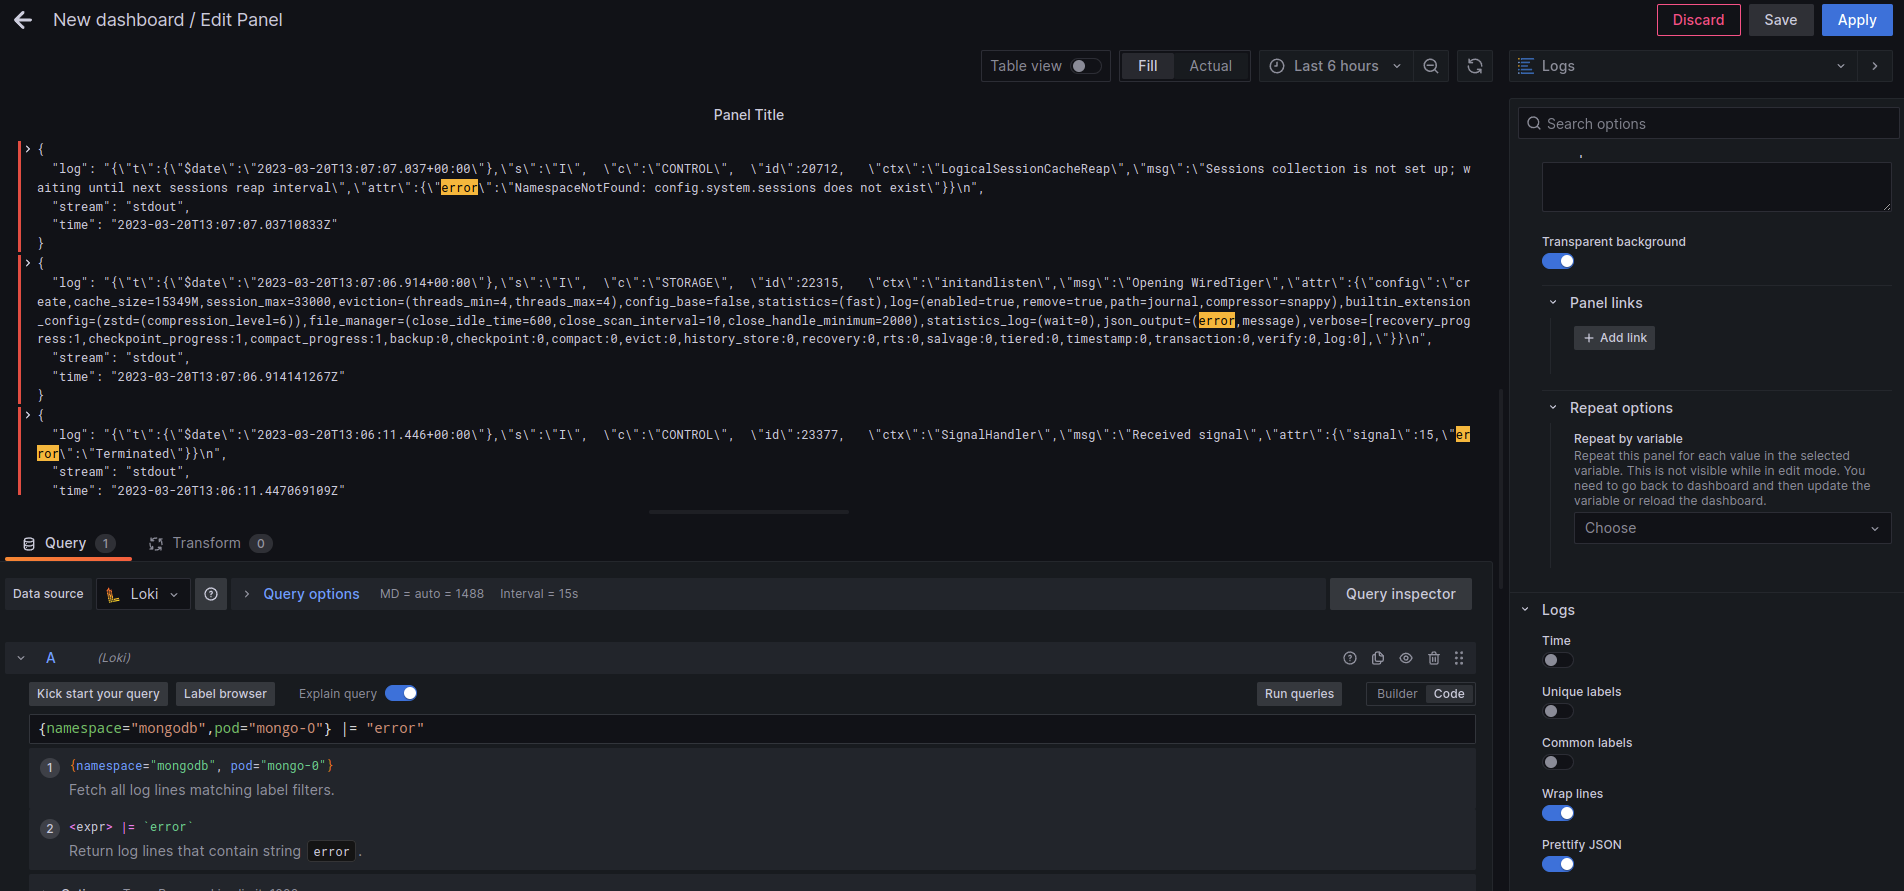 New dashboard / Edit Panel
Discard
Save
Apply
Table view
Fill
Actual
Last 6 hours
Logs
Panel Title
Search options
{
"log": "{\"t\":{\"$date\":\"2023-03-20T13:07:07.037+00:00\"},\"s\":\"I\",  \"c\":\"CONTROL\",  \"id\":20712,   \"ctx\":\"LogicalSessionCacheReap\",\"msg\":\"Sessions collection is not set up; w
aiting until next sessions reap interval\",\"attr\":{\"error\":\"NamespaceNotFound: config.system.sessions does not exist\"}}\n",
"stream": "stdout",
"time": "2023-03-20T13:07:07.03710833Z"
}
{
"log": "{\"t\":{\"$date\":\"2023-03-20T13:07:06.914+00:00\"},\"s\":\"I\",  \"c\":\"STORAGE\",  \"id\":22315,   \"ctx\":\"initandlisten\",\"msg\":\"Opening WiredTiger\",\"attr\":{\"config\":\"cr
eate,cache_size=15349M,session_max=33000,eviction=(threads_min=4,threads_max=4),config_base=false,statistics=(fast),log=(enabled=true,remove=true,path=journal,compressor=snappy),builtin_extension
_config=(zstd=(compression_level=6)),file_manager=(close_idle_time=600,close_scan_interval=10,close_handle_minimum=2000),statistics_log=(wait=0),json_output=(error,message),verbose=[recovery_prog
ress:1,checkpoint_progress:1,compact_progress:1,backup:0,checkpoint:0,compact:0,evict:0,history_store:0,recovery:0,rts:0,salvage:0,tiered:0,timestamp:0,transaction:0,verify:0,log:0],\"}}\n",
"stream": "stdout",
"time": "2023-03-20T13:07:06.914141267Z"
}
{
"log": "{\"t\":{\"$date\":\"2023-03-20T13:06:11.446+00:00\"},\"s\":\"I\",  \"c\":\"CONTROL\",  \"id\":23377,   \"ctx\":\"SignalHandler\",\"msg\":\"Received signal\",\"attr\":{\"signal\":15,\"er
ror\":\"Terminated\"}}\n",
"stream": "stdout",
"time": "2023-03-20T13:06:11.447069109Z"
Query 1
Transform 0
Data source
Loki
Query options
MD = auto = 1488
Interval = 15s
Query inspector
A
(Loki)
Kick start your query
Label browser
Explain query
Run queries
Builder
Code
{namespace="mongodb",pod="mongo-0"} |= "error"
1 {namespace="mongodb", pod="mongo-0"}
Fetch all log lines matching label filters.
2 <expr> |= `error`
Return log lines that contain string error .
Transparent background
Panel links
+ Add link
Repeat options
Repeat by variable
Repeat this panel for each value in the selected
variable. This is not visible while in edit mode. You
need to go back to dashboard and then update the
variable or reload the dashboard.
Choose
Logs
Time
Unique labels
Common labels
Wrap lines
Prettify JSON